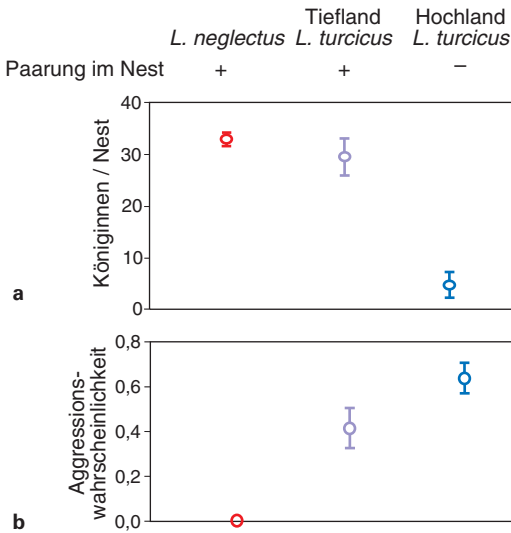 Tiefland Hochland
L. neglectus L. turcicus L. turcicus
Paarung im Nest + + –
40
30
20
10
0
Königinnen / Nest
a
0,8
0,6
0,4
0,2
0,0
Aggressions-
wahrscheinlichkeit
b